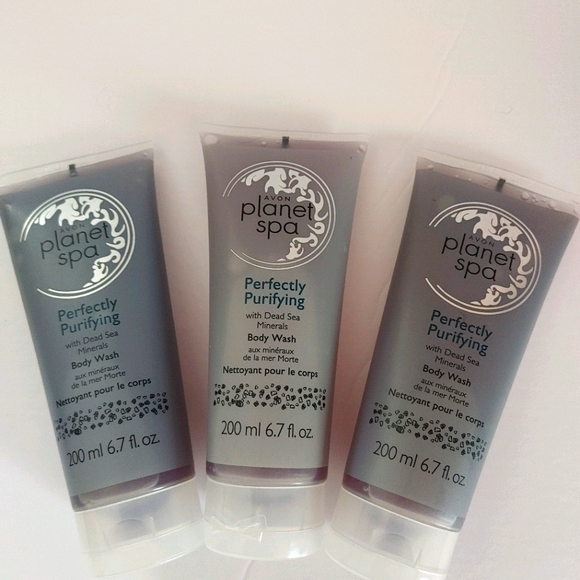 AVON
planet
spa
Perfectly
Purifying
with Dead Sea
Minerals
Body Wash
aux minéraux
de la mer Morte
Nettoyant pour le corps
200 ml 6.7 fl. oz.
AVON
planet
spa
Perfectly
Purifying
with Dead Sea
Minerals
Body Wash
aux minéraux
de la mer Morte
Nettoyant pour le corps
200 ml 6.7 fl. oz.
AVON
planet
spa
Perfectly
Purifying
with Dead Sea
Minerals
Body Wash
aux minéraux
de la mer Morte
Nettoyant pour le corps
200 ml 6.7 fl. oz.